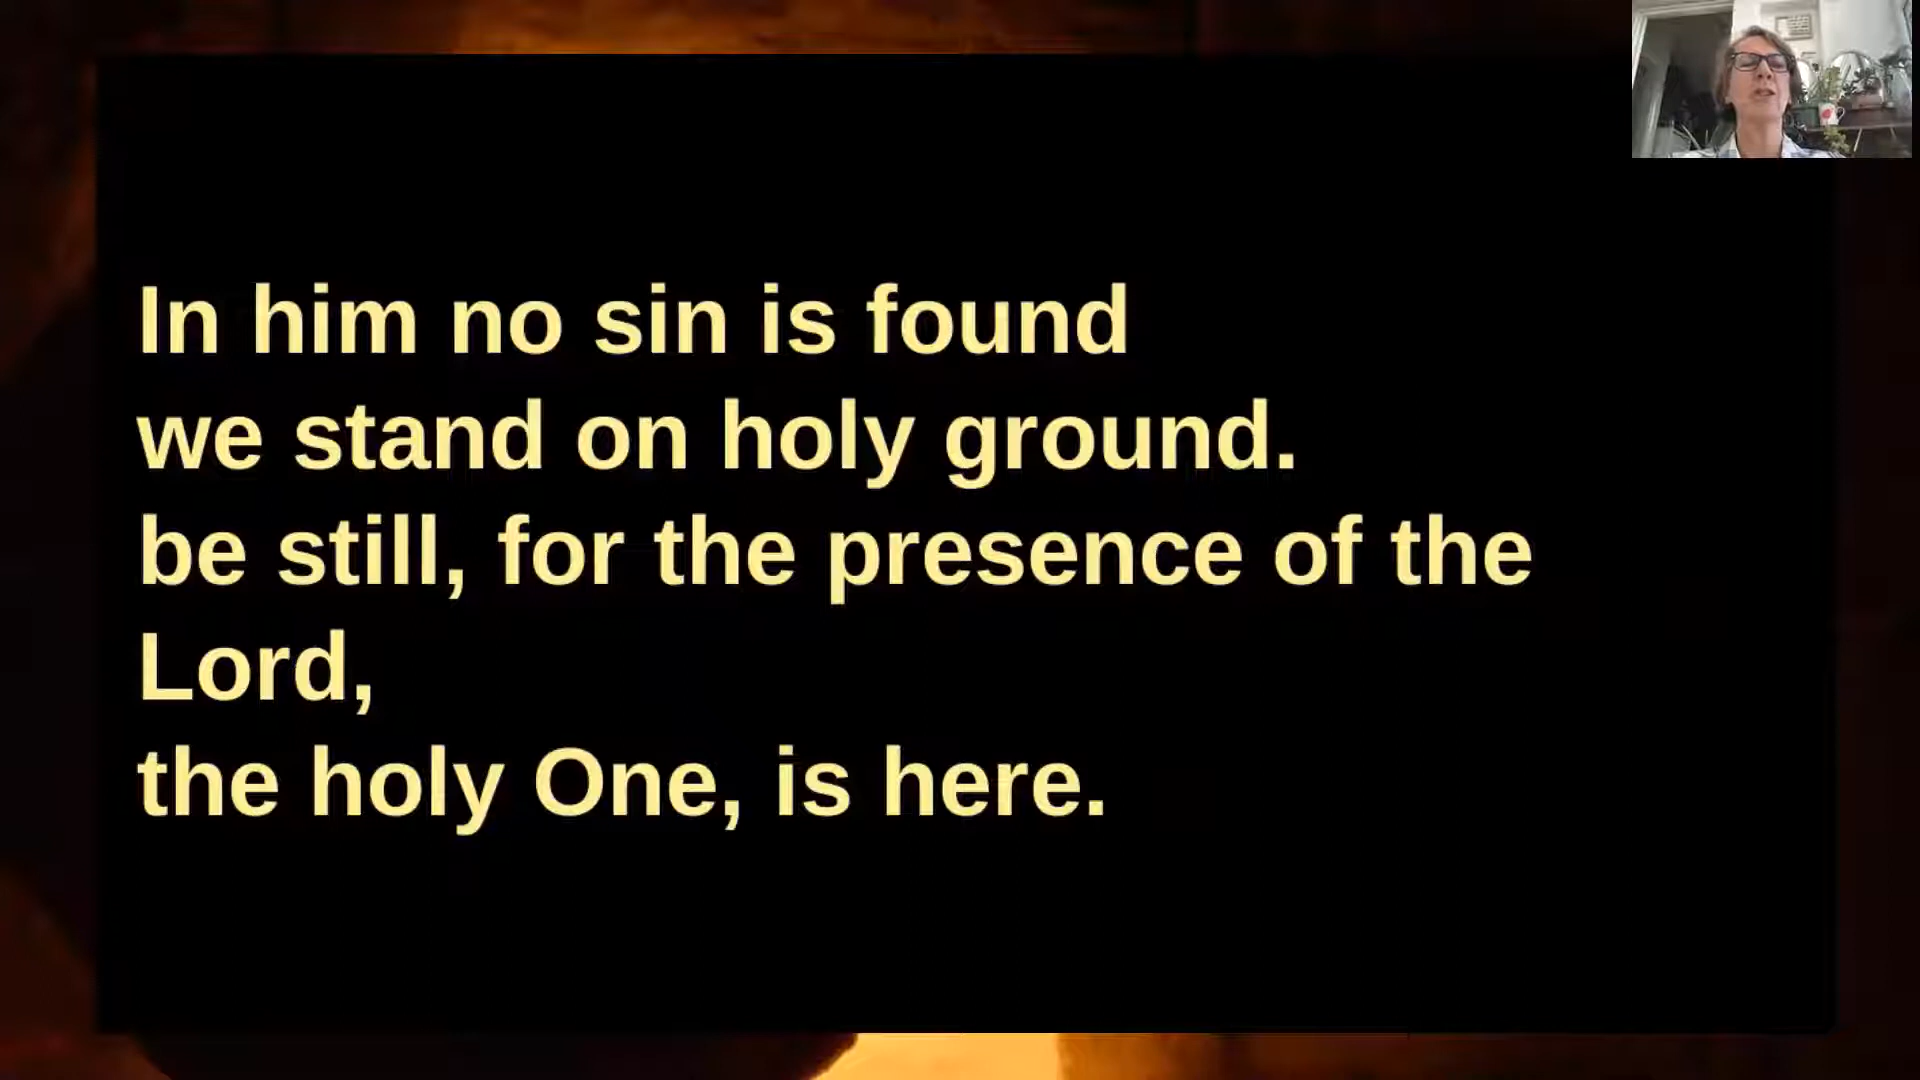 In him no sin is found
we stand on holy ground.
be still, for the presence of the
Lord,
the holy One, is here.